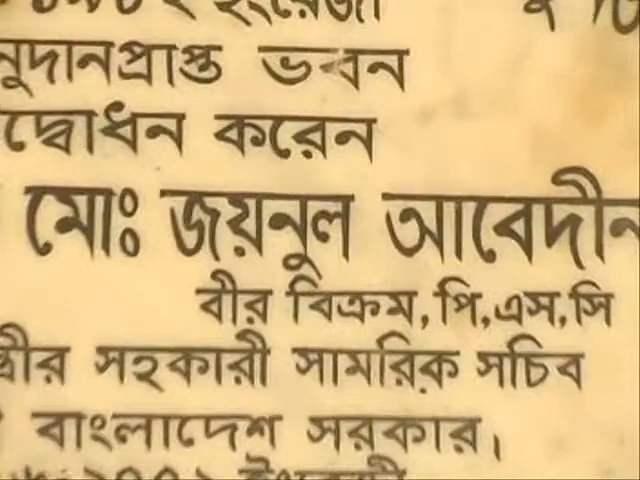 ইংরেজী
নুদানপ্রাপ্ত ভবন
দ্বোধন করেন
মোঃ জয়নুল আবেদীন
বীর বিক্রম, পি,এস,সি
ন্ত্রীর সহকারী সামরিক সচিব
বাংলাদেশ সরকার।